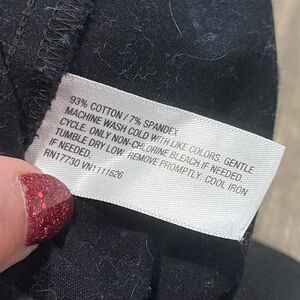 93% COTTON / 7% SPANDEX
MACHINE WASH COLD WITH LIKE COLORS. GENTLE
CYCLE. ONLY NON-CHLORINE BLEACH IF NEEDED.
TUMBLE DRY LOW. REMOVE PROMPTLY. COOL IRON
IF NEEDED.
RN17730 VN1111626